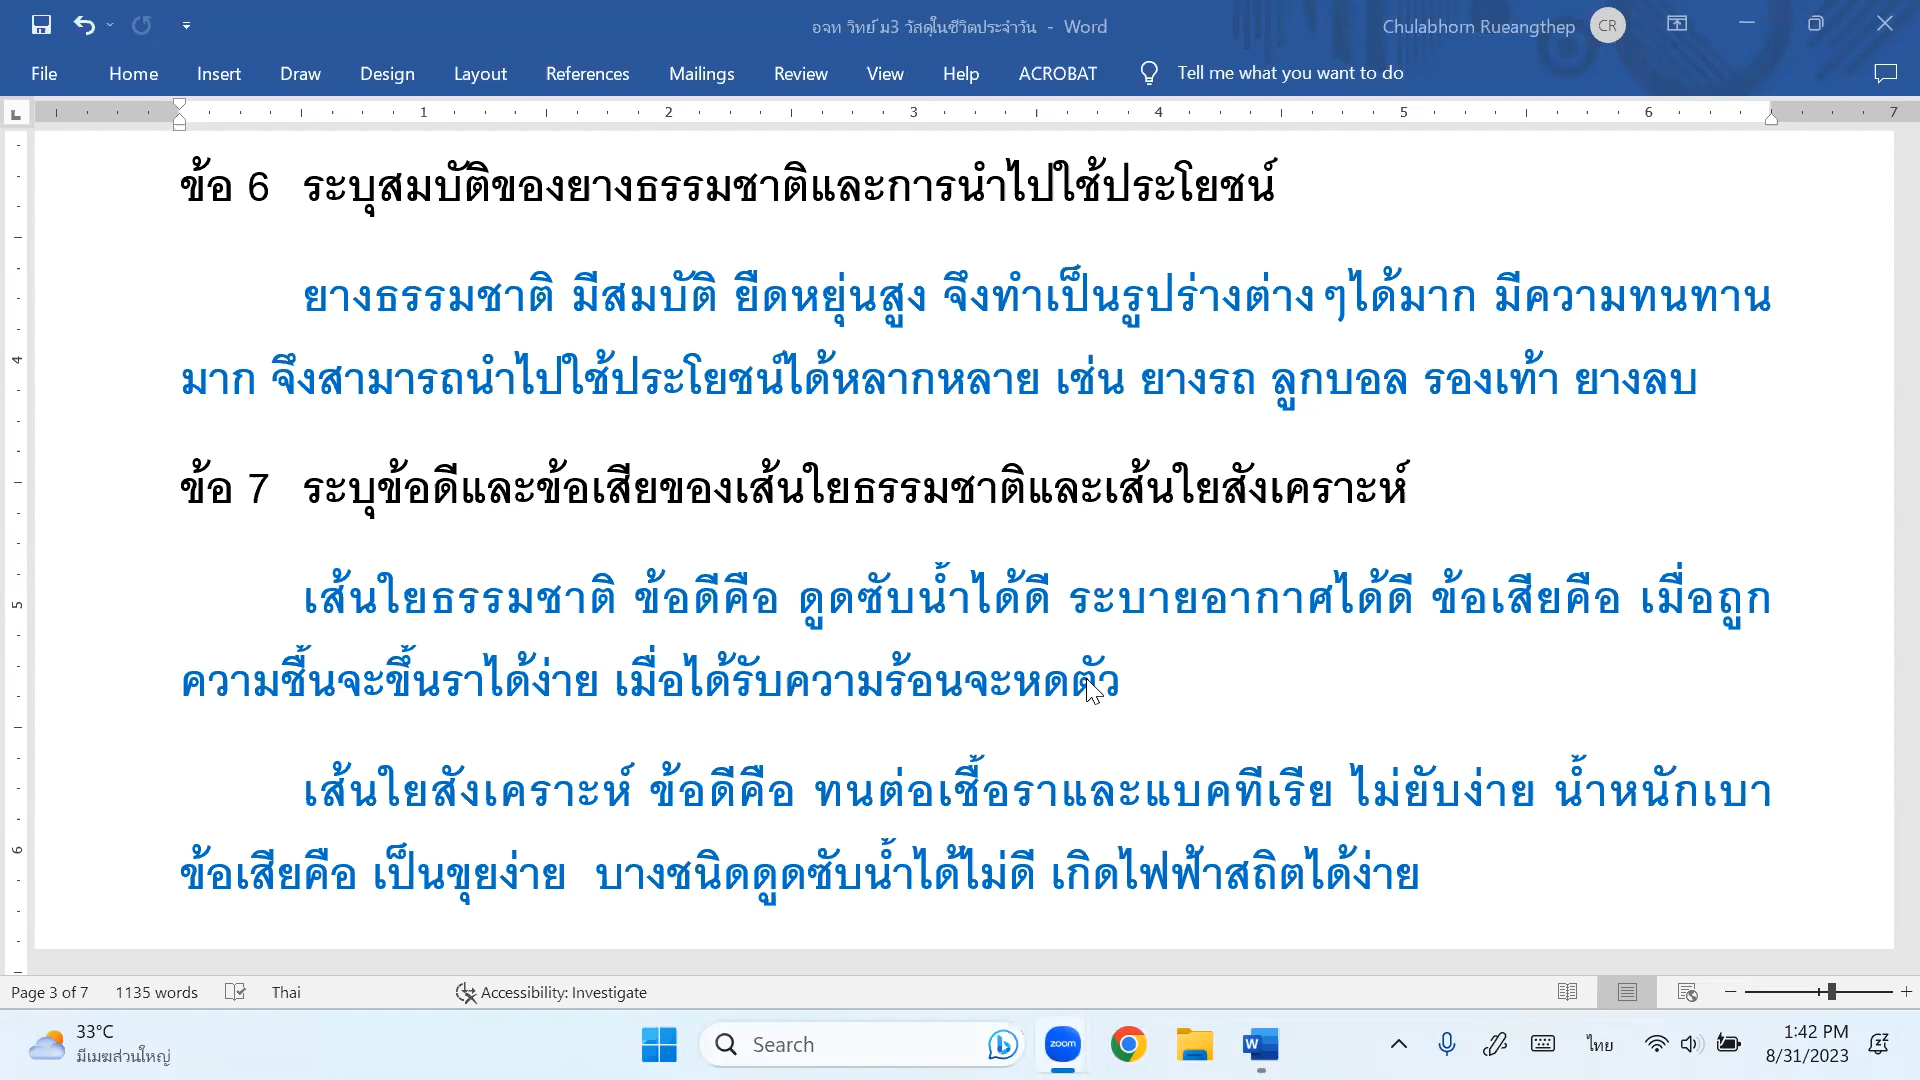 อจท วิทย์ ม3 วัสดุในชีวิตประจำวัน - Word
Chulabhorn Rueangthep CR
File Home Insert Draw Design Layout References Mailings Review View Help ACROBAT Tell me what you want to do
1 2 3 4 5 6 7
ข้อ 6 ระบุสมบัติของยางธรรมชาติและการนำไปใช้ประโยชน์
ยางธรรมชาติ มีสมบัติ ยืดหยุ่นสูง จึงทำเป็นรูปร่างต่างๆได้มาก มีความทนทาน
4
มาก จึงสามารถนำไปใช้ประโยชน์ได้หลากหลาย เช่น ยางรถ ลูกบอล รองเท้า ยางลบ
ข้อ 7 ระบุข้อดีและข้อเสียของเส้นใยธรรมชาติและเส้นใยสังเคราะห์
เส้นใยธรรมชาติ ข้อดีคือ ดูดซับน้ำได้ดี ระบายอากาศได้ดี ข้อเสียคือ เมื่อถูก
5
ความชื้นจะขึ้นราได้ง่าย เมื่อได้รับความร้อนจะหดตัว
เส้นใยสังเคราะห์ ข้อดีคือ ทนต่อเชื้อราและแบคทีเรีย ไม่ยับง่าย น้ำหนักเบา
6
ข้อเสียคือ เป็นขุยง่าย บางชนิดดูดซับน้ำได้ไม่ดี เกิดไฟฟ้าสถิตได้ง่าย
Page 3 of 7 1135 words Thai Accessibility: Investigate
33°C
มีเมฆส่วนใหญ่
Search
zoom
W
ไทย
1:42 PM
8/31/2023